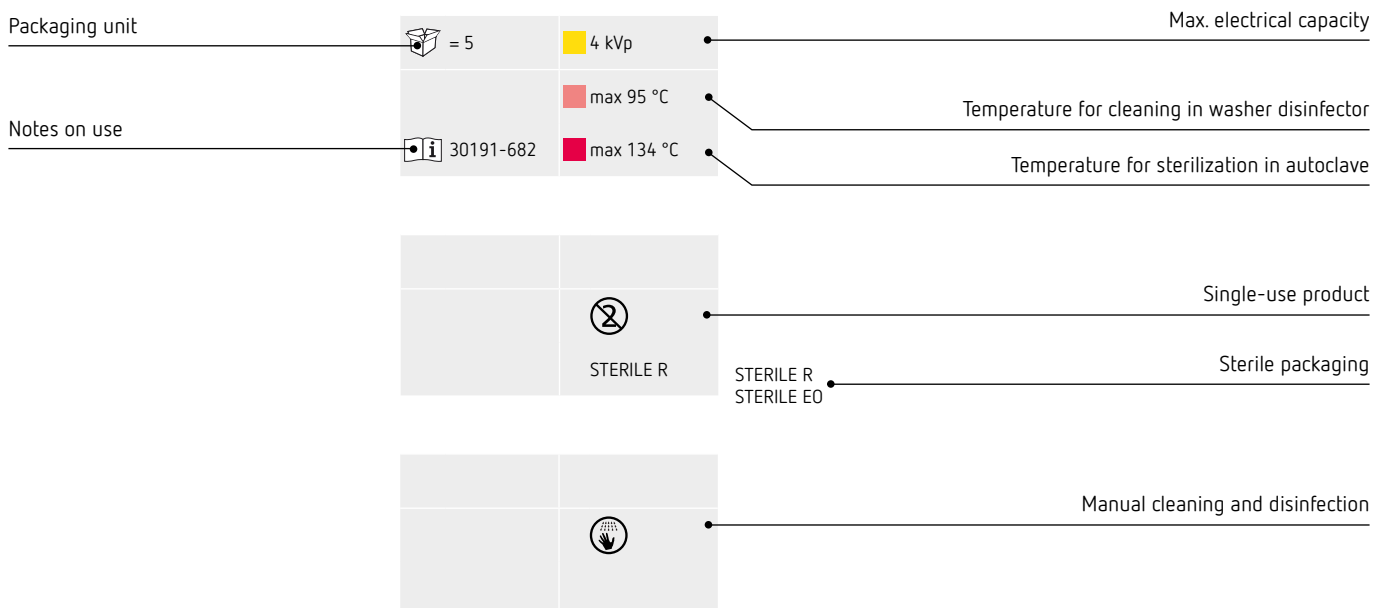 Packaging unit
= 5
4 kVp
Max. electrical capacity
max 95 °C
Temperature for cleaning in washer disinfector
Notes on use
i 30191-682
max 134 °C
Temperature for sterilization in autoclave
2
Single-use product
STERILE R
STERILE R
STERILE EO
Sterile packaging
Manual cleaning and disinfection